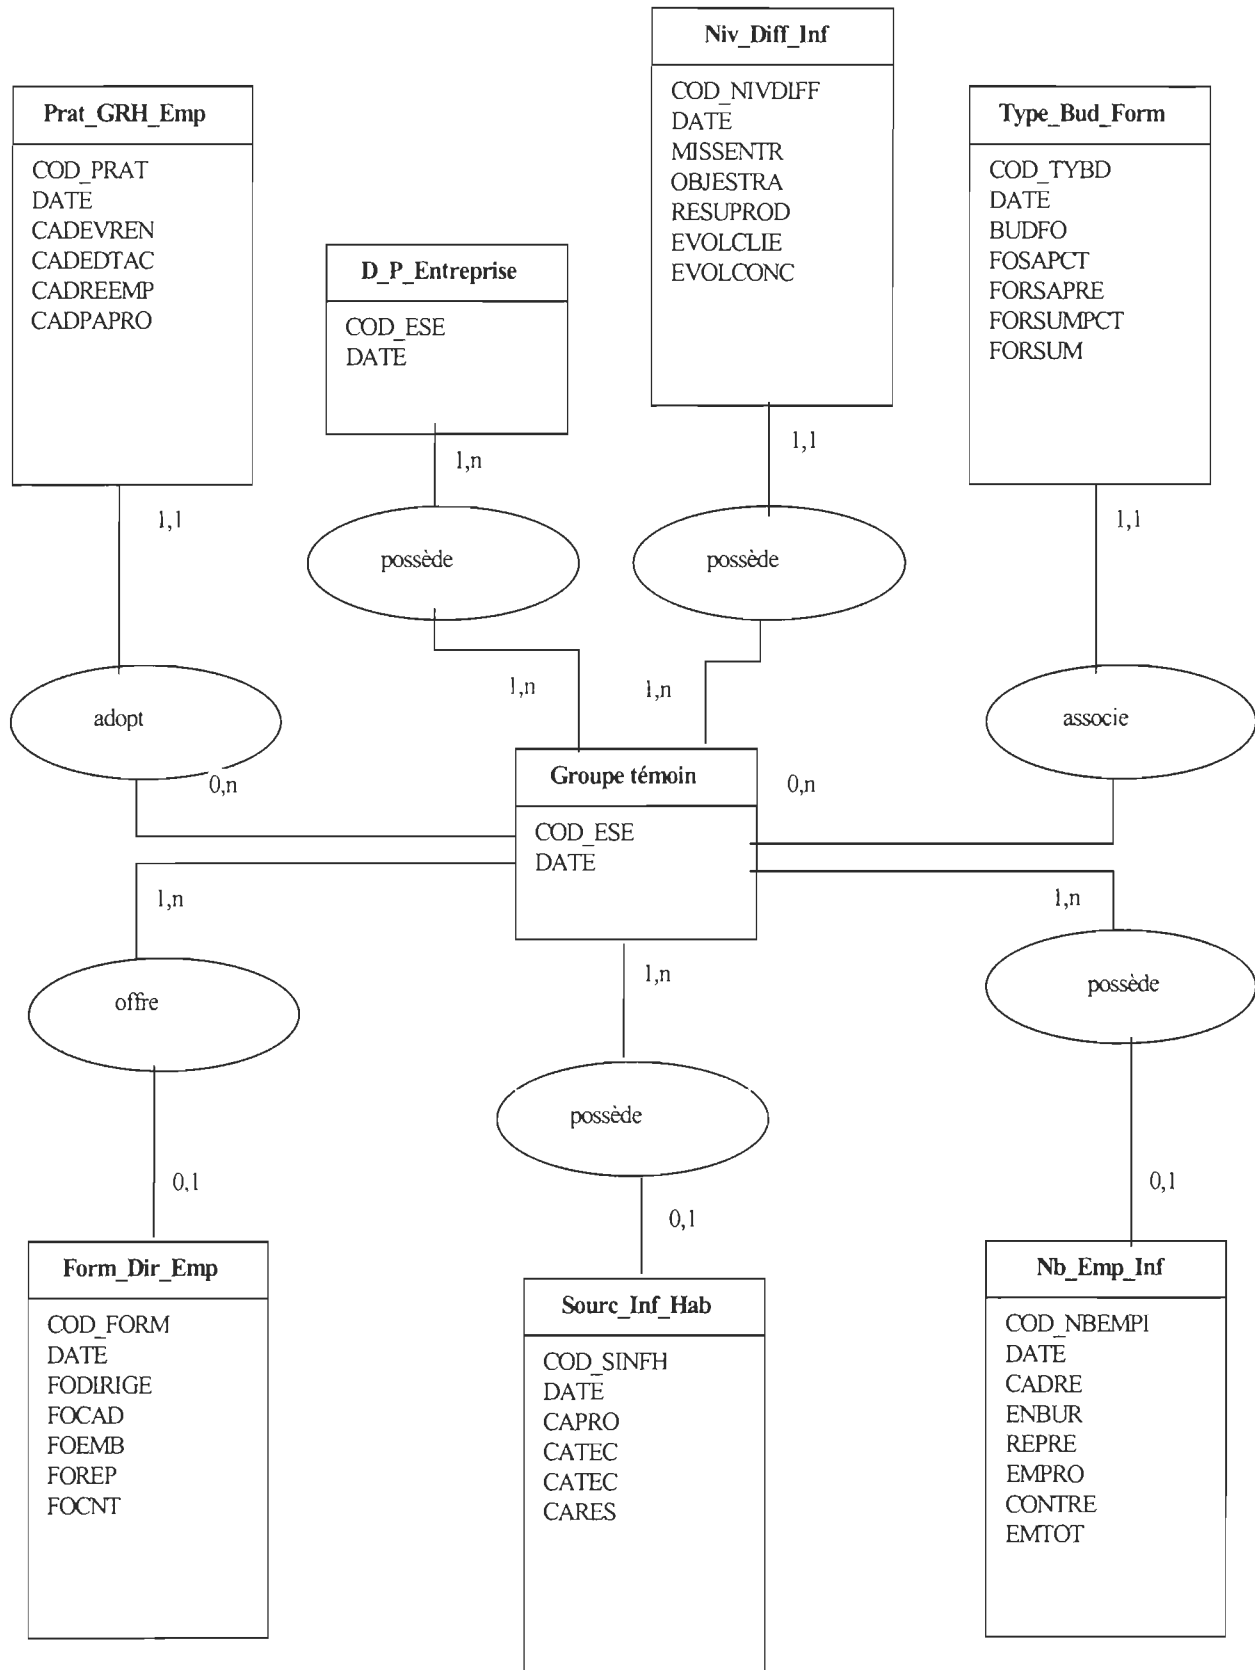 Niv_Diff_Inf
COD_NIVDIFF
DATE
MISSENTR
OBJESTRA
RESUPROD
EVOLCLIE
EVOLCONC
1,1
Prat_GRH_Emp
COD_PRAT
DATE
CADEVREN
CADEDTAC
CADREEMP
CADPAPRO
1,1
Type_Bud_Form
COD_TYBD
DATE
BUDFO
FOSAPCT
FORSAPRE
FORSUMPCT
FORSUM
1,1
D_P_Entreprise
COD_ESE
DATE
1,n
possède
possède
1,n
1,n
adopt
associe
0,n
0,n
Groupe témoin
COD_ESE
DATE
1,n
1,n
1,n
offre
possède
possède
0,1
0,1
0,1
Form_Dir_Emp
COD_FORM
DATE
FODIRIGE
FOCAD
FOEMB
FOREP
FOCNT
Sourc_Inf_Hab
COD_SINFH
DATE
CAPRO
CATEC
CATEC
CARES
Nb_Emp_Inf
COD_NBEMPI
DATE
CADRE
ENBUR
REPRE
EMPRO
CONTRE
EMTOT